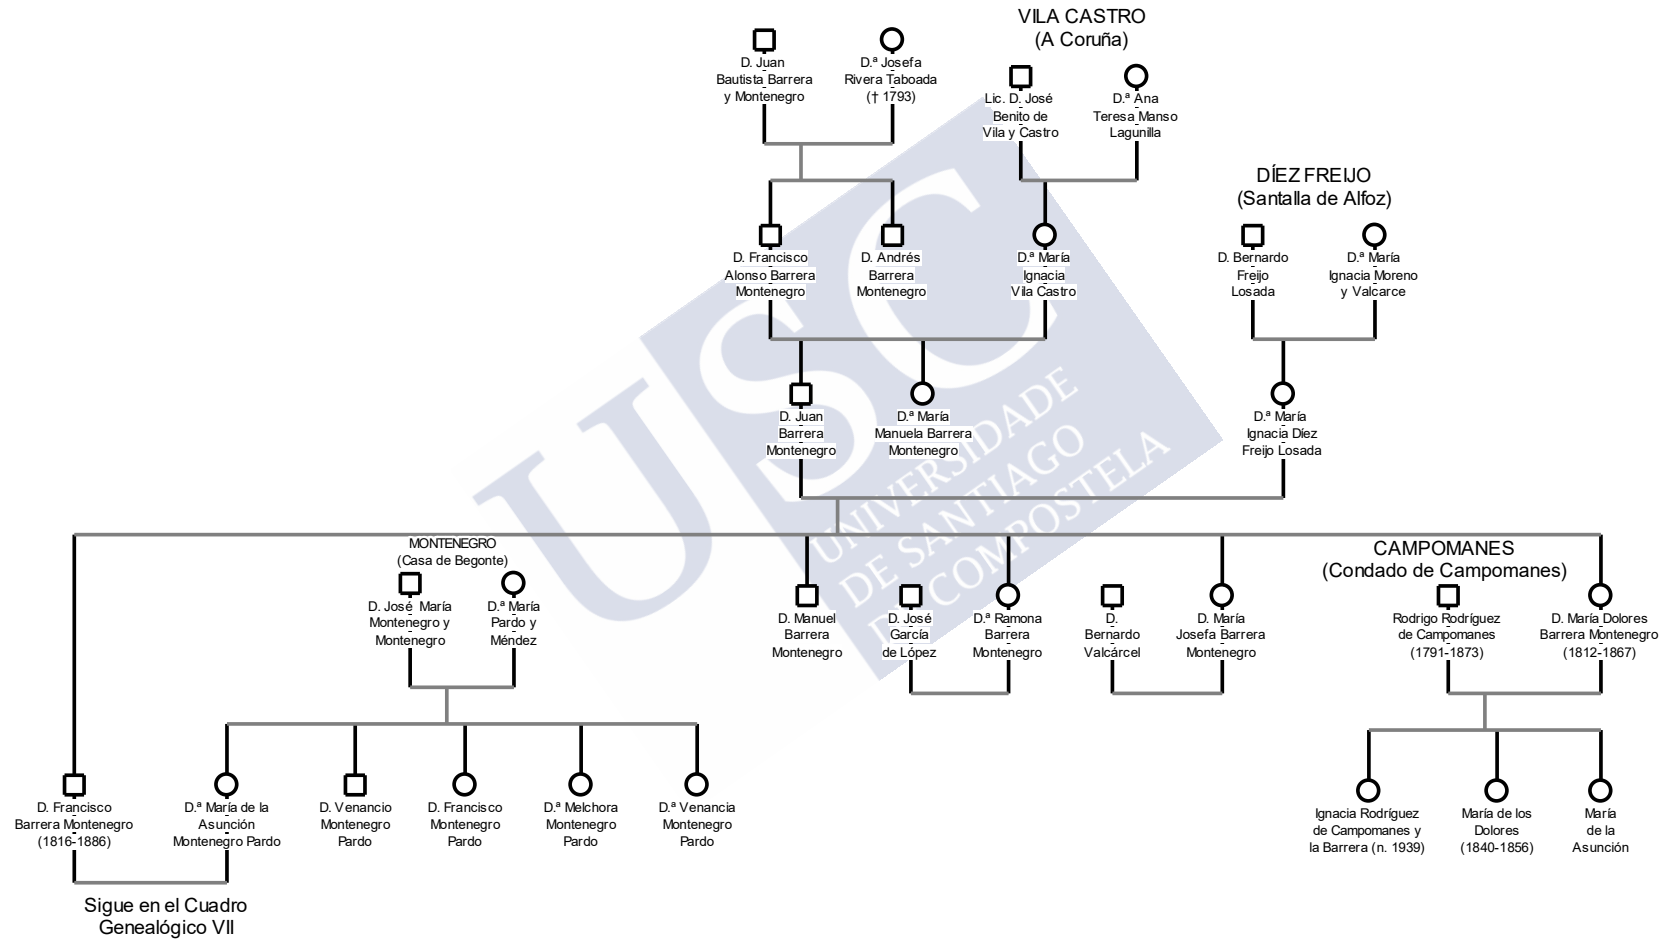 VILA CASTRO
(A Coruña)
D. Juan
Bautista Barrera
y Montenegro
D.ª Josefa
Rivera Taboada
(† 1793)
Lic. D. José
Benito de
Vila y Castro
D.ª Ana
Teresa Manso
Lagunilla
DÍEZ FREIJO
(Santalla de Alfoz)
D. Francisco
Alonso Barrera
Montenegro
D. Andrés
Barrera
Montenegro
D.ª María
Ignacia
Vila Castro
D. Bernardo
Freijo
Losada
D.ª María
Ignacia Moreno
y Valcarce
D. Juan
Barrera
Montenegro
D.ª María
Manuela Barrera
Montenegro
D.ª María
Ignacia Díez
Freijo Losada
MONTENEGRO
(Casa de Begonte)
D. José María
Montenegro y
Montenegro
D.ª María
Pardo y
Méndez
D. Manuel
Barrera
Montenegro
D. José
García
de López
D.ª Ramona
Barrera
Montenegro
D.
Bernardo
Valcárcel
D. María
Josefa Barrera
Montenegro
CAMPOMANES
(Condado de Campomanes)
Rodrigo Rodríguez
de Campomanes
(1791-1873)
D. María Dolores
Barrera Montenegro
(1812-1867)
D. Francisco
Barrera Montenegro
(1816-1886)
D.ª María de la
Asunción
Montenegro Pardo
D. Venancio
Montenegro
Pardo
D. Francisco
Montenegro
Pardo
D.ª Melchora
Montenegro
Pardo
D.ª Venancia
Montenegro
Pardo
Ignacia Rodríguez
de Campomanes y
la Barrera (n. 1939)
María de los
Dolores
(1840-1856)
María
de la
Asunción
Sigue en el Cuadro
Genealógico VII
USC
UNIVERSIDADE
DE SANTIAGO
DE COMPOSTELA